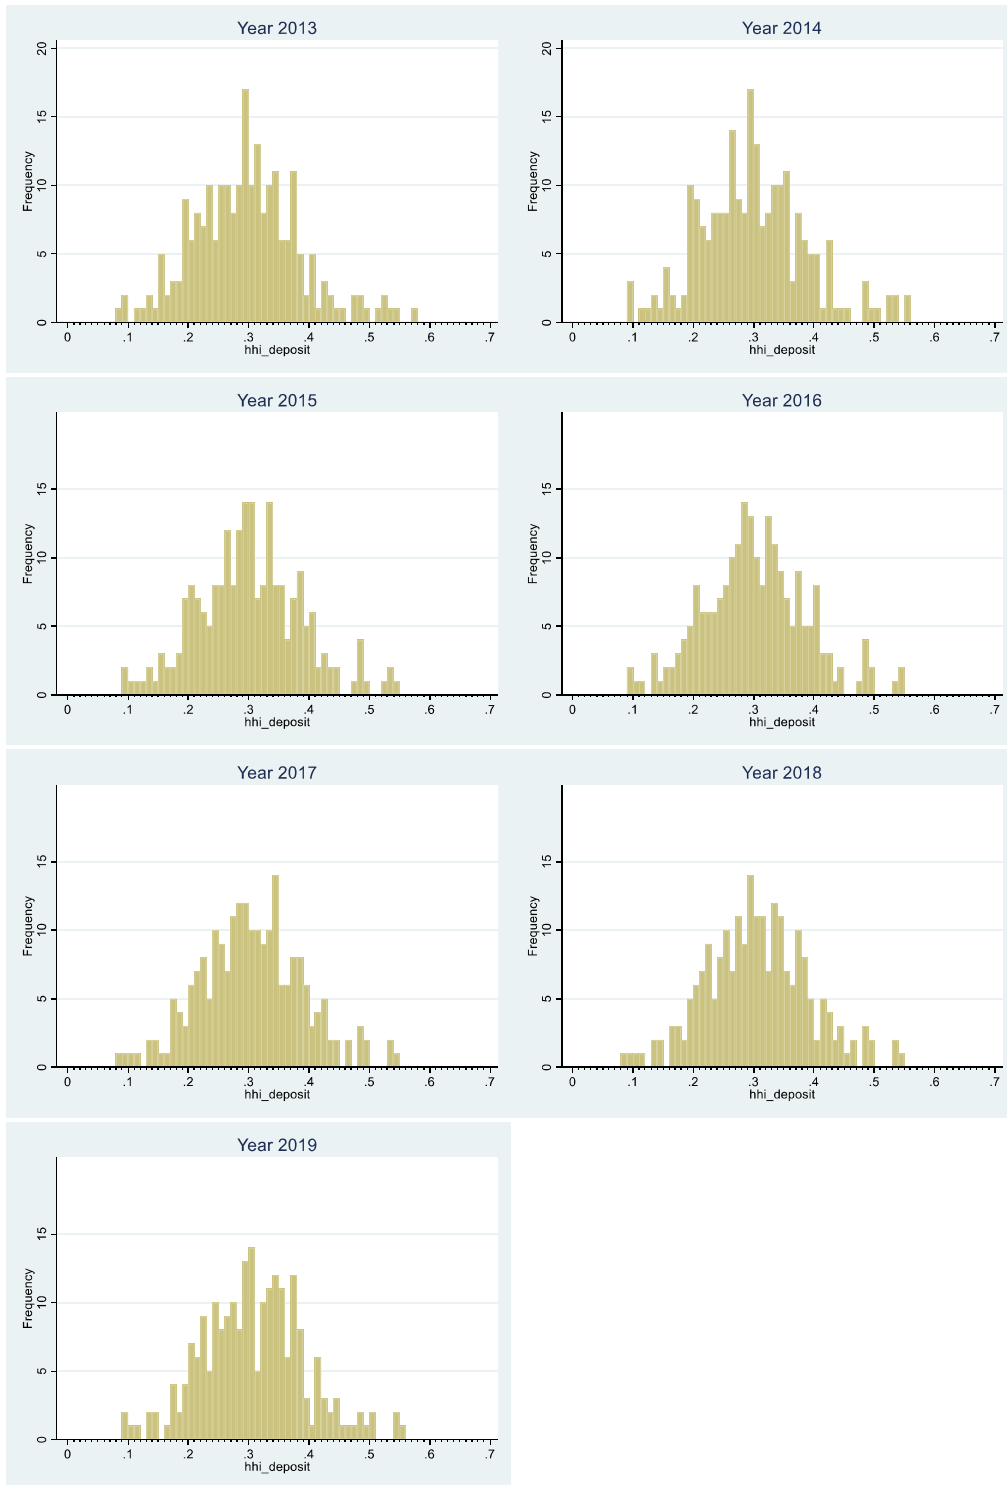 Year 2013
20
15
10
5
0
Frequency
0 .1 .2 .3 .4 .5 .6 .7
hhi_deposit
Year 2014
20
15
10
5
0
Frequency
0 .1 .2 .3 .4 .5 .6 .7
hhi_deposit
Year 2015
15
10
5
0
Frequency
0 .1 .2 .3 .4 .5 .6 .7
hhi_deposit
Year 2016
15
10
5
0
Frequency
0 .1 .2 .3 .4 .5 .6 .7
hhi_deposit
Year 2017
15
10
5
0
Frequency
0 .1 .2 .3 .4 .5 .6 .7
hhi_deposit
Year 2018
15
10
5
0
Frequency
0 .1 .2 .3 .4 .5 .6 .7
hhi_deposit
Year 2019
15
10
5
0
Frequency
0 .1 .2 .3 .4 .5 .6 .7
hhi_deposit